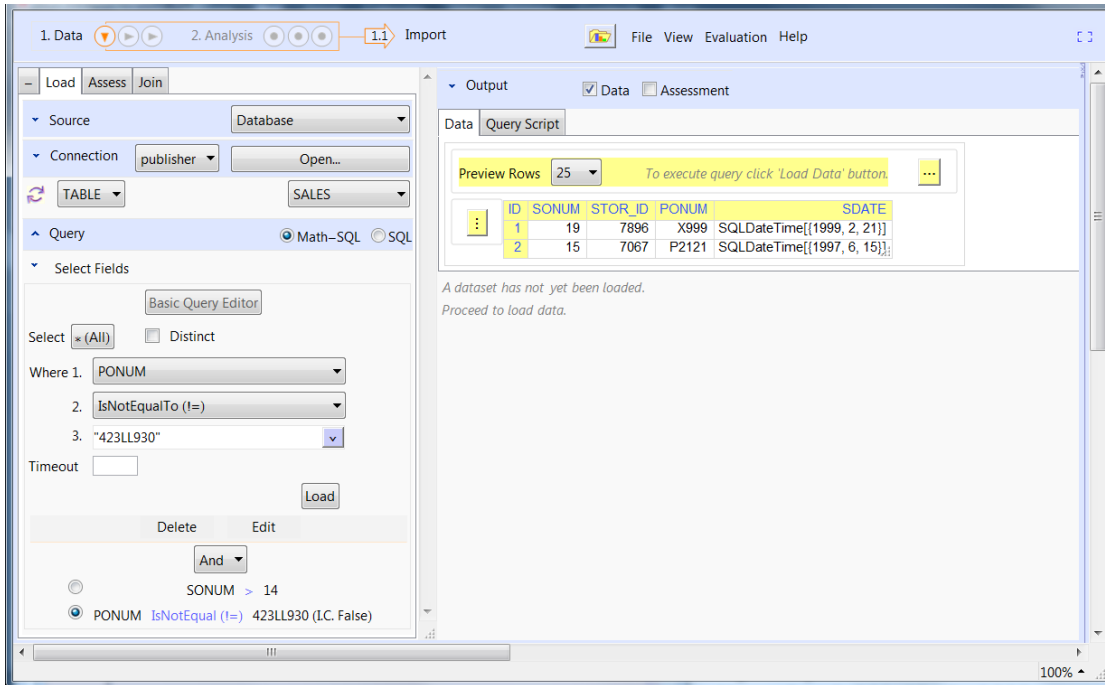 1. Data 2. Analysis 1.1 Import File View Evaluation Help
– Load Assess Join
Source Database
Connection publisher Open...
TABLE SALES
Query Math-SQL SQL
Select Fields
Basic Query Editor
Select * (All) Distinct
Where 1. PONUM
2. IsNotEqualTo (!=)
3. "423LL930"
Timeout
Load
Delete Edit
And
SONUM > 14
PONUM IsNotEqual (!=) 423LL930 (I.C. False)
Output Data Assessment
Data Query Script
Preview Rows 25 To execute query click 'Load Data' button. ...
ID SONUM STOR_ID PONUM SDATE
1 19 7896 X999 SQLDateTime[{1999, 2, 21}]
2 15 7067 P2121 SQLDateTime[{1997, 6, 15}]
A dataset has not yet been loaded.
Proceed to load data.
100%